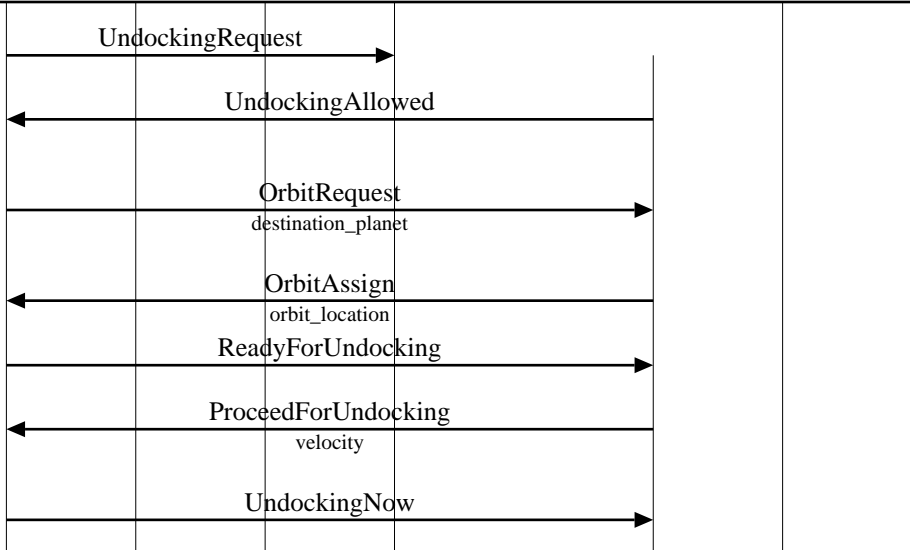 UndockingRequest
UndockingAllowed
OrbitRequest
destination_planet
OrbitAssign
orbit_location
ReadyForUndocking
ProceedForUndocking
velocity
UndockingNow